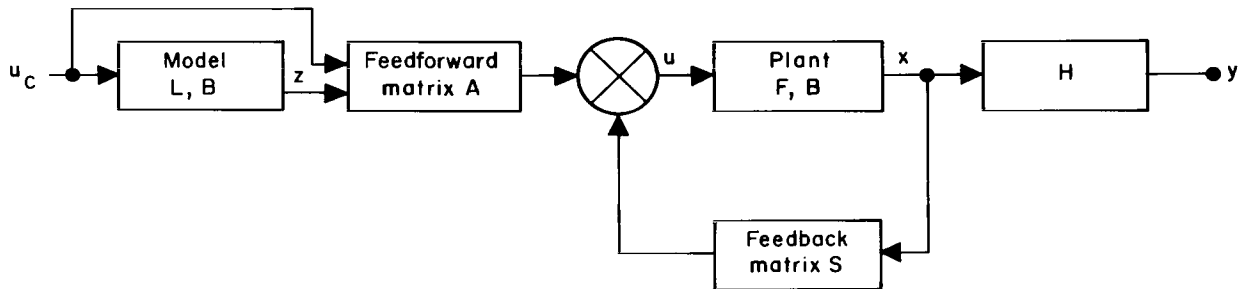 u_c
Model
L, B
z
Feedforward
matrix A
u
Plant
F, B
x
H
y
Feedback
matrix S